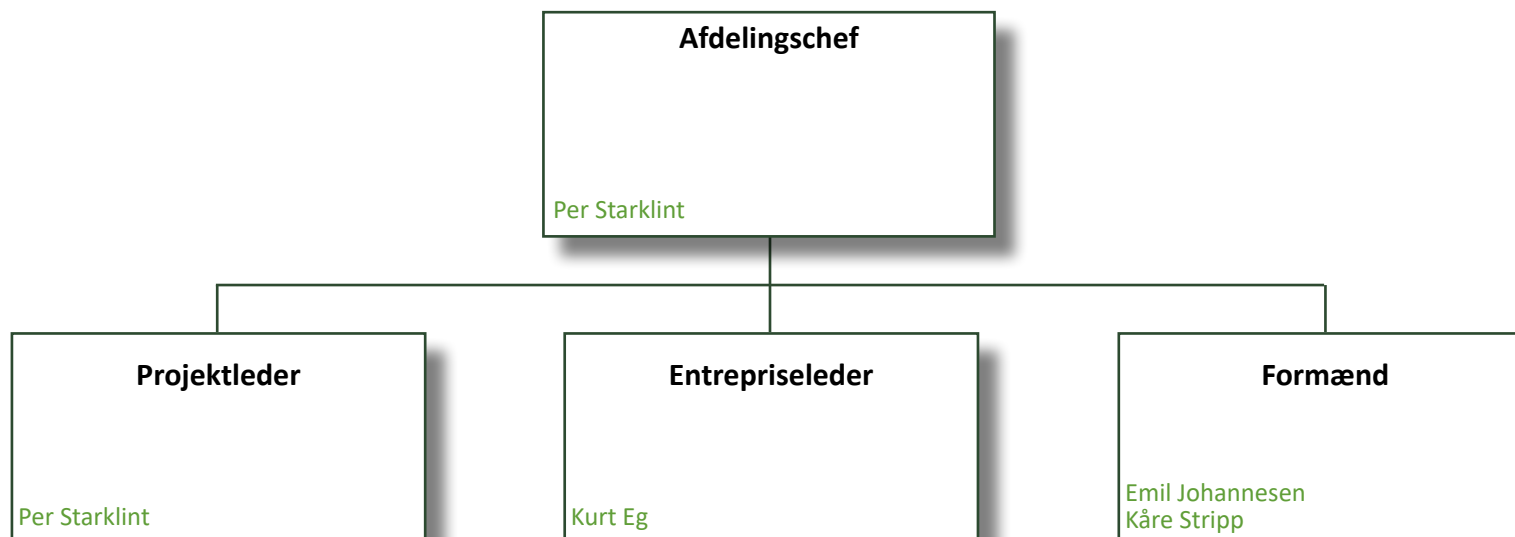 Afdelingschef
Per Starklint
Projektleder
Per Starklint
Entrepriseleder
Kurt Eg
Formænd
Emil Johannesen
Kåre Stripp